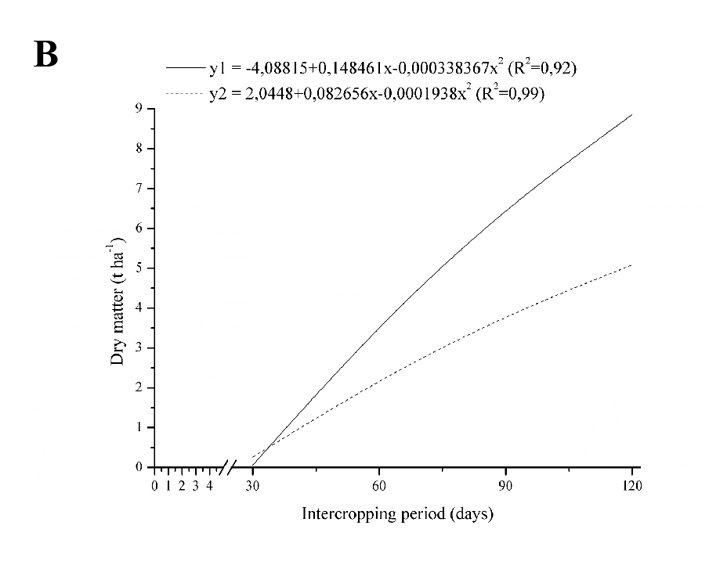 B
y1 = -4,08815+0,148461x-0,000338367x² (R²=0,92)
y2 = 2,0448+0,082656x-0,0001938x² (R²=0,99)
9
8
7
6
5
4
3
2
1
0
Dry matter (t ha⁻¹)
0 1 2 3 4 30 60 90 120
Intercropping period (days)